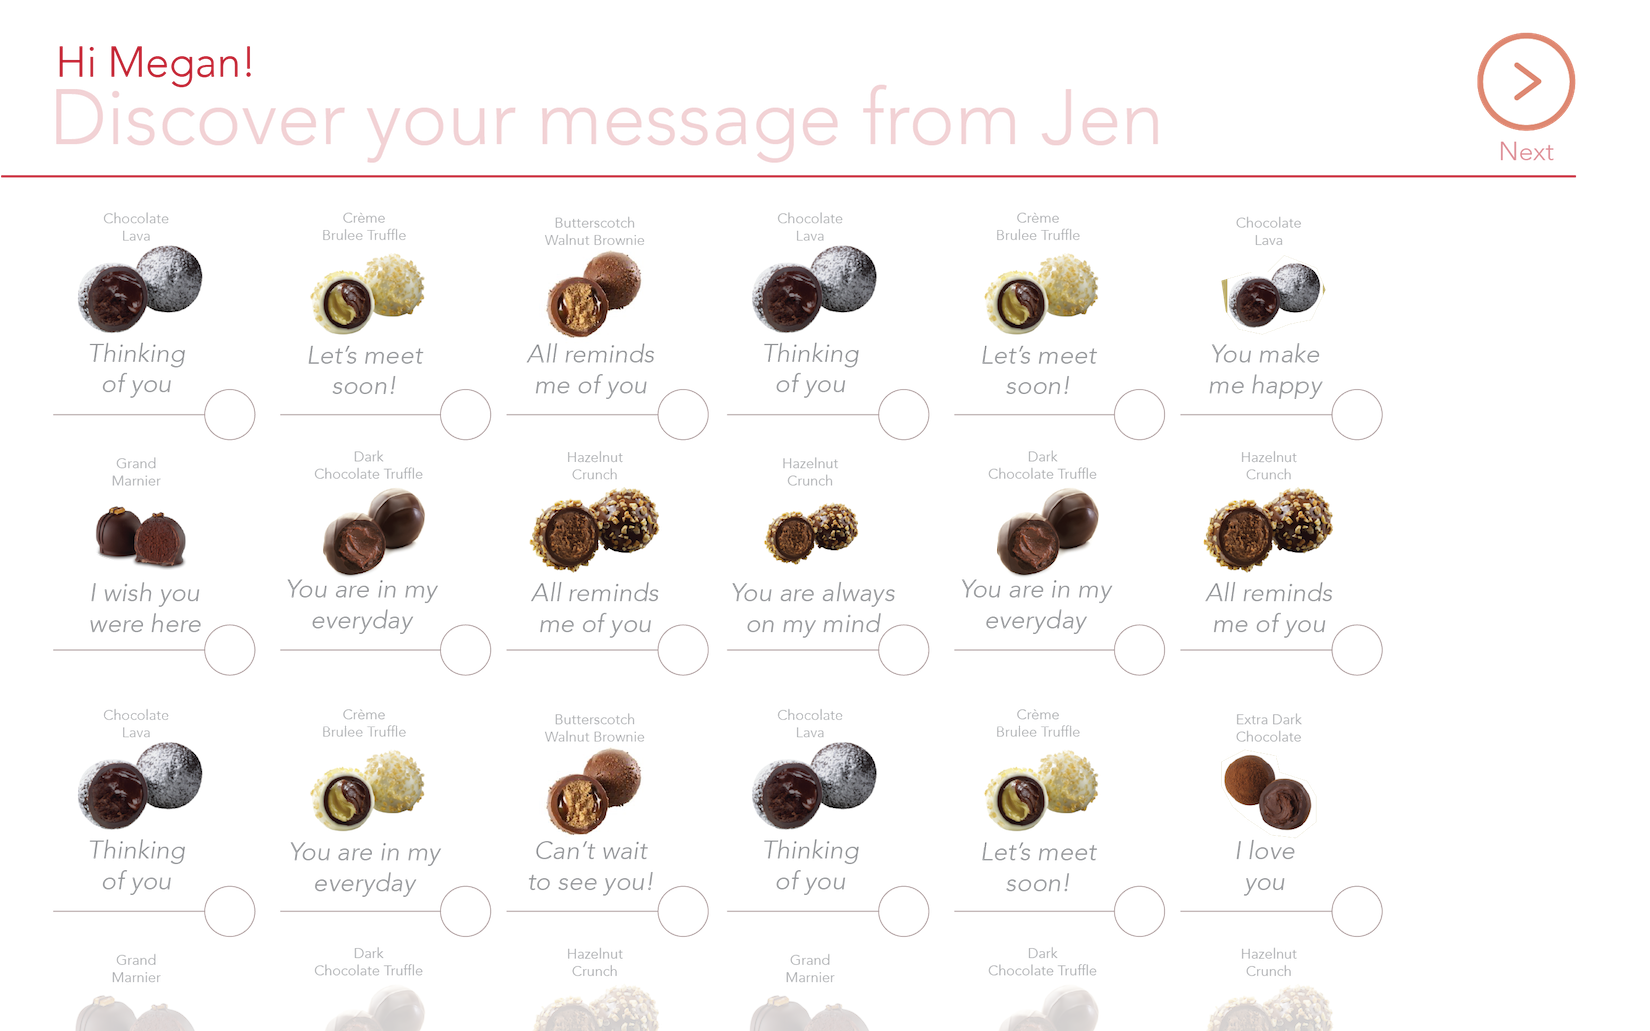 Hi Megan!
Discover your message from Jen
Next
Chocolate
Lava
Thinking
of you
Crème
Brulee Truffle
Let's meet
soon!
Butterscotch
Walnut Brownie
All reminds
me of you
Chocolate
Lava
Thinking
of you
Crème
Brulee Truffle
Let's meet
soon!
Chocolate
Lava
You make
me happy
Grand
Marnier
I wish you
were here
Dark
Chocolate Truffle
You are in my
everyday
Hazelnut
Crunch
All reminds
me of you
Hazelnut
Crunch
You are always
on my mind
Dark
Chocolate Truffle
You are in my
everyday
Hazelnut
Crunch
All reminds
me of you
Chocolate
Lava
Thinking
of you
Crème
Brulee Truffle
You are in my
everyday
Butterscotch
Walnut Brownie
Can't wait
to see you!
Chocolate
Lava
Thinking
of you
Crème
Brulee Truffle
Let's meet
soon!
Extra Dark
Chocolate
I love
you
Grand
Marnier
Dark
Chocolate Truffle
Hazelnut
Crunch
Grand
Marnier
Dark
Chocolate Truffle
Hazelnut
Crunch